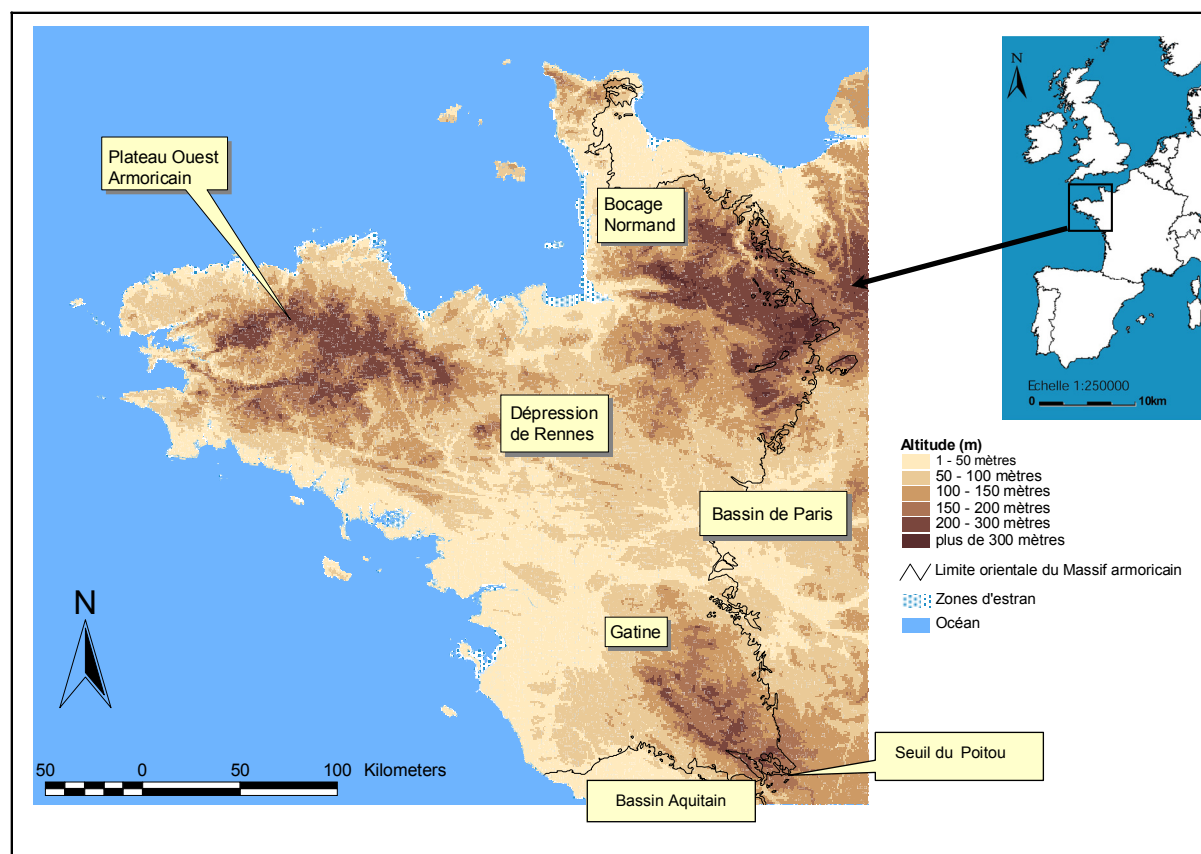 Plateau Ouest
Armoricain
Bocage
Normand
Dépression
de Rennes
Bassin de Paris
Gatine
Seuil du Poitou
Bassin Aquitain
N
50 0 50 100 Kilometers
N
Echelle 1:250000
0 10km
Altitude (m)
1 - 50 mètres
50 - 100 mètres
100 - 150 mètres
150 - 200 mètres
200 - 300 mètres
plus de 300 mètres
Limite orientale du Massif armoricain
Zones d'estran
Océan